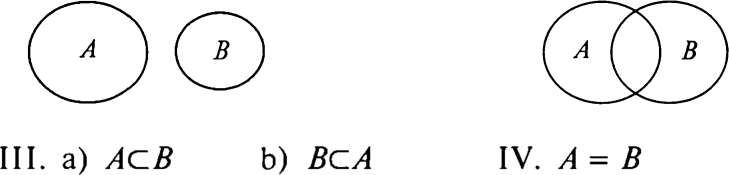 A B A B
III. a) A⊂B b) B⊂A IV. A = B